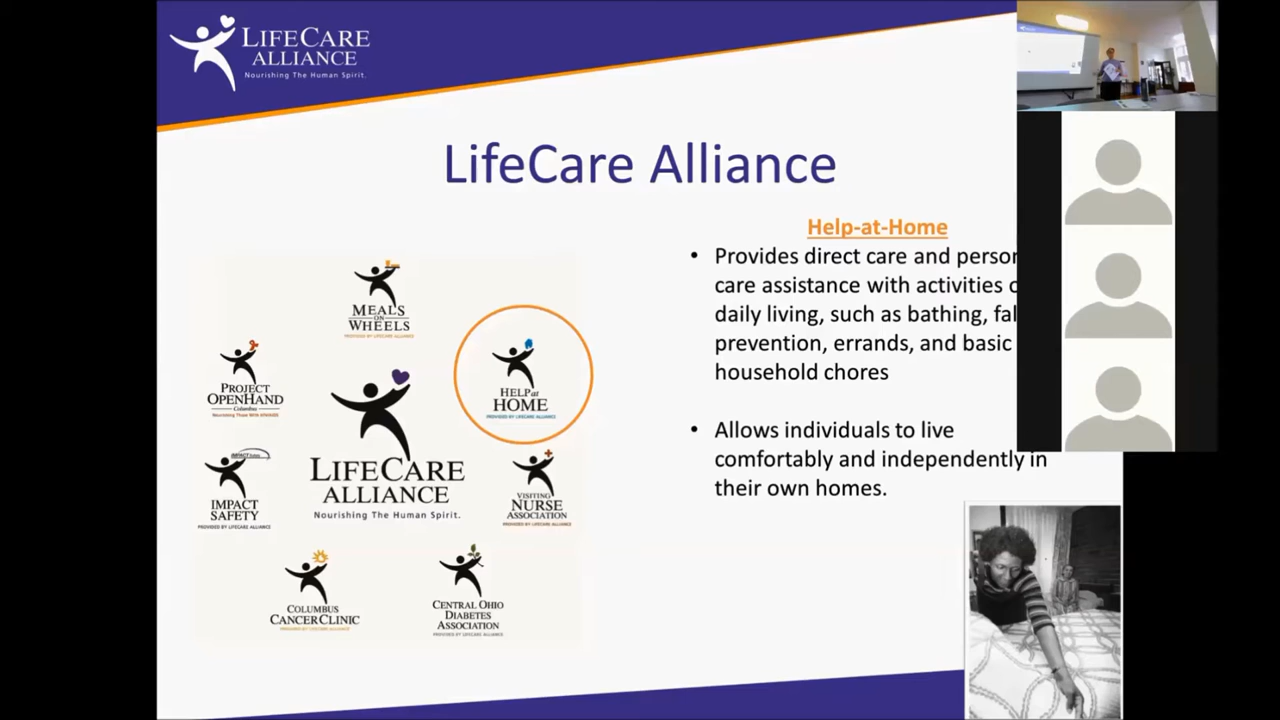 LIFECARE
ALLIANCE
Nourishing The Human Spirit.
LifeCare Alliance
Help-at-Home
• Provides direct care and person
care assistance with activities
daily living, such as bathing, fal
prevention, errands, and basic
household chores
• Allows individuals to live
comfortably and independently in
their own homes.
MEALS
ON
WHEELS
PROVIDED BY LIFECARE ALLIANCE
HELP at
HOME
PROVIDED BY LIFECARE ALLIANCE
PROJECT
OPENHAND
Columbus
Nourishing Those With HIV/AIDS
LIFECARE
ALLIANCE
Nourishing The Human Spirit.
IMPACT Safety
IMPACT
SAFETY
PROVIDED BY LIFECARE ALLIANCE
VISITING
NURSE
ASSOCIATION
PROVIDED BY LIFECARE ALLIANCE
COLUMBUS
CANCER CLINIC
PROVIDED BY LIFECARE ALLIANCE
CENTRAL OHIO
DIABETES
ASSOCIATION
PROVIDED BY LIFECARE ALLIANCE